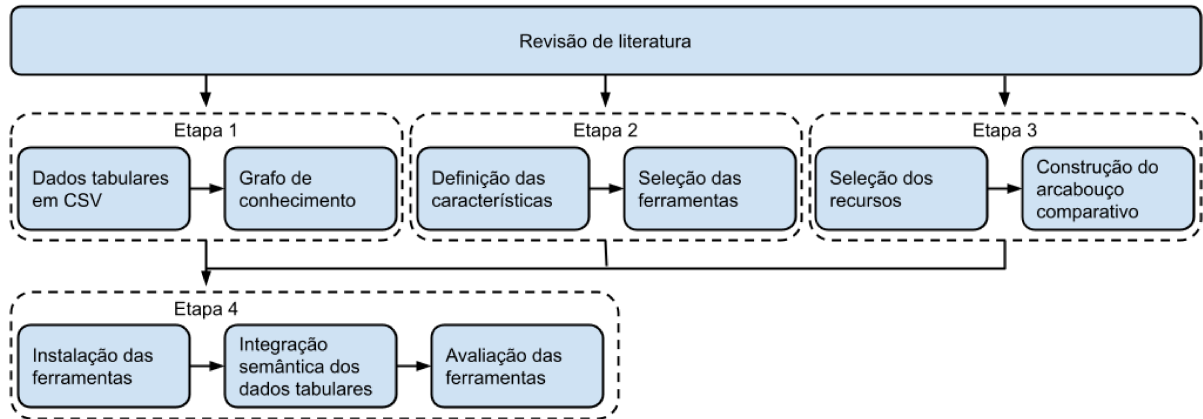 Revisão de literatura
Etapa 1
Dados tabulares
em CSV
Grafo de
conhecimento
Etapa 2
Definição das
características
Seleção das
ferramentas
Etapa 3
Seleção dos
recursos
Construção do
arcabouço
comparativo
Etapa 4
Instalação das
ferramentas
Integração
semântica dos
dados tabulares
Avaliação das
ferramentas